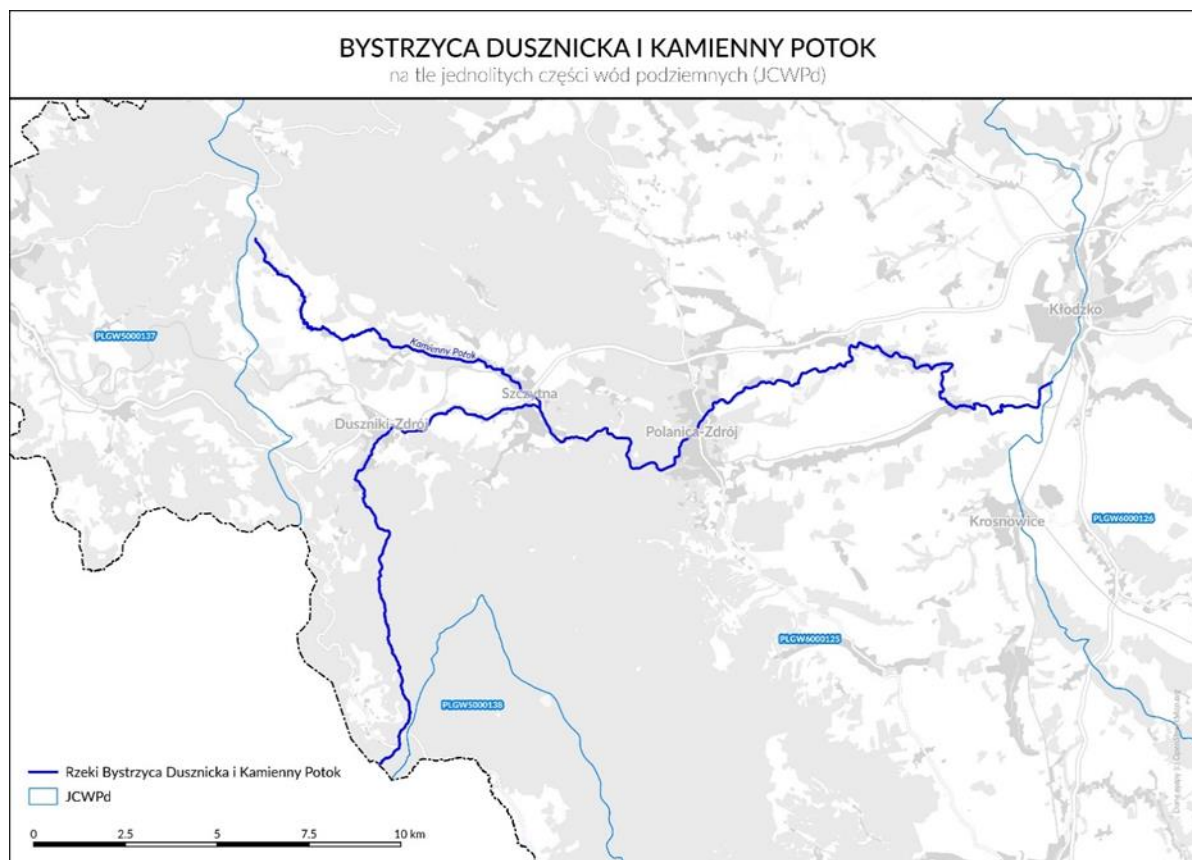 BYSTRZYCA DUSZNICKA I KAMIENNY POTOK
na tle jednolitych części wód podziemnych (JCWPd)
Kłodzko
PLGW5000137
Kamienny Potok
Szczytna
Duszniki-Zdrój
Polanica-Zdrój
Krosnowice
PLGW6000126
PLGW6000125
PLGW5000138
Rzeki Bystrzyca Dusznicka i Kamienny Potok
JCWPd
0 2.5 5 7.5 10 km